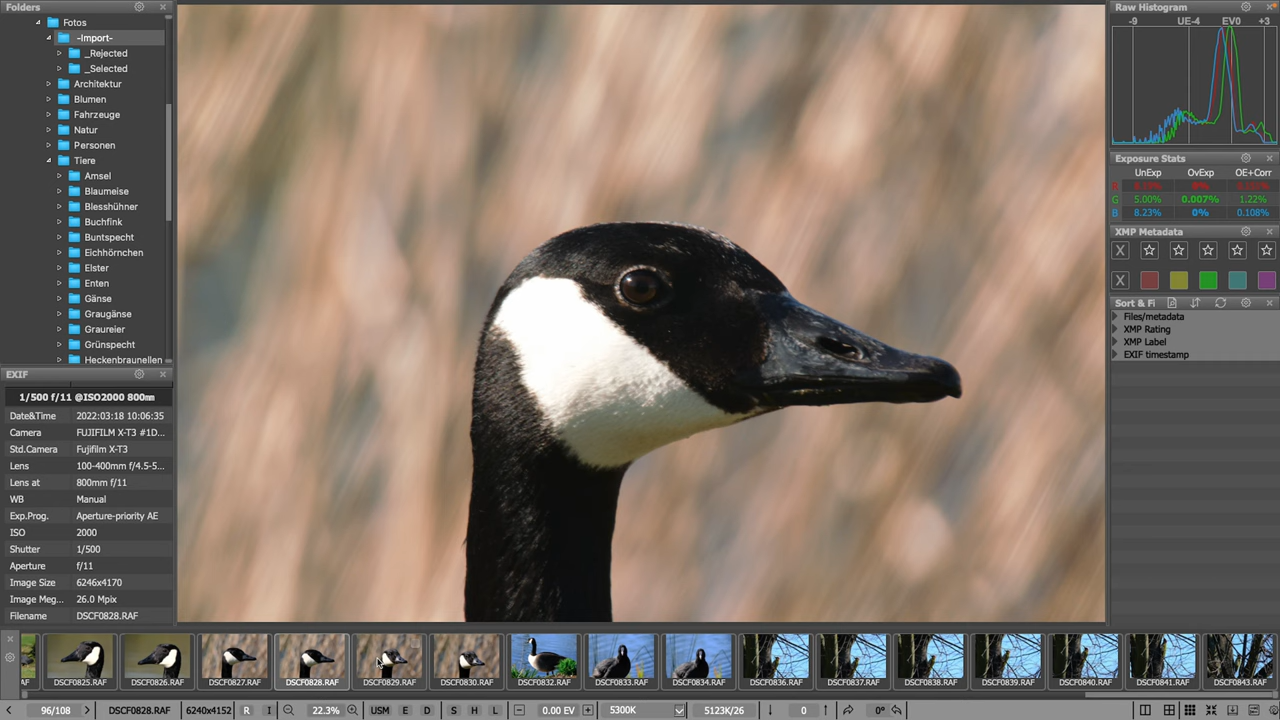 Folders
Fotos
-Import-
_Rejected
_Selected
Architektur
Blumen
Fahrzeuge
Natur
Personen
Tiere
Amsel
Blaumeise
Blesshühner
Buchfink
Buntspecht
Eichhörnchen
Elster
Enten
Gänse
Graugänse
Graureier
Grünspecht
Heckenbraunellen
EXIF
1/500 f/11 @ISO2000 800mm
Date&Time 2022:03:18 10:06:35
Camera FUJIFILM X-T3 #1D...
Std.Camera Fujifilm X-T3
Lens 100-400mm f/4.5-5...
Lens at 800mm f/11
WB Manual
Exp.Prog. Aperture-priority AE
ISO 2000
Shutter 1/500
Aperture f/11
Image Size 6246x4170
Image Meg... 26.0 Mpix
Filename DSCF0828.RAF
Raw Histogram
-9 UE-4 EV0 +3
Exposure Stats
UnExp OvExp OE+Corr
R 0%
G 5.00% 0.007% 1.22%
B 8.23% 0% 0.108%
XMP Metadata
X
X
Sort & Fi
Files/metadata
XMP Rating
XMP Label
EXIF timestamp
AF DSCF0825.RAF DSCF0826.RAF DSCF0827.RAF DSCF0828.RAF DSCF0829.RAF DSCF0830.RAF DSCF0832.RAF DSCF0833.RAF DSCF0834.RAF DSCF0836.RAF DSCF0837.RAF DSCF0838.RAF DSCF0839.RAF DSCF0840.RAF DSCF0841.RAF DSCF0843.RAF
96/108 DSCF0828.RAF 6240x4152 R I 22.3% USM E D S H L 0.00 EV 5300K 5123K/26 0 0°